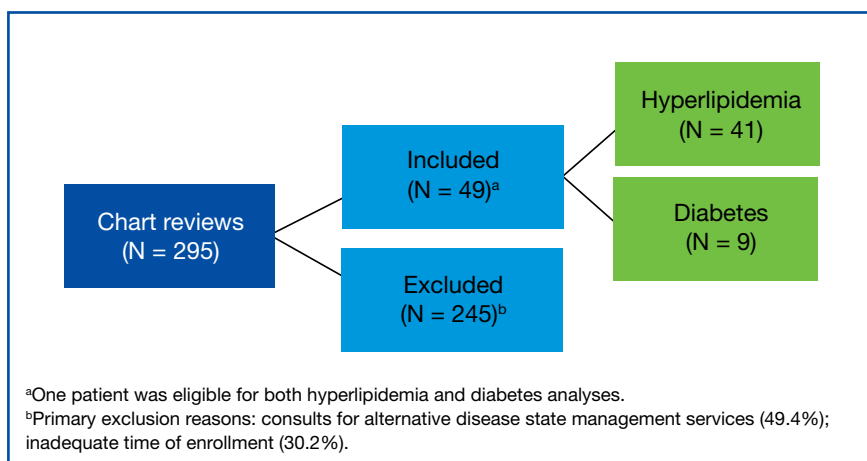 Chart reviews
(N = 295)
Included
(N = 49)ᵃ
Excluded
(N = 245)ᵇ
Hyperlipidemia
(N = 41)
Diabetes
(N = 9)
ᵃOne patient was eligible for both hyperlipidemia and diabetes analyses.
ᵇPrimary exclusion reasons: consults for alternative disease state management services (49.4%);
inadequate time of enrollment (30.2%).